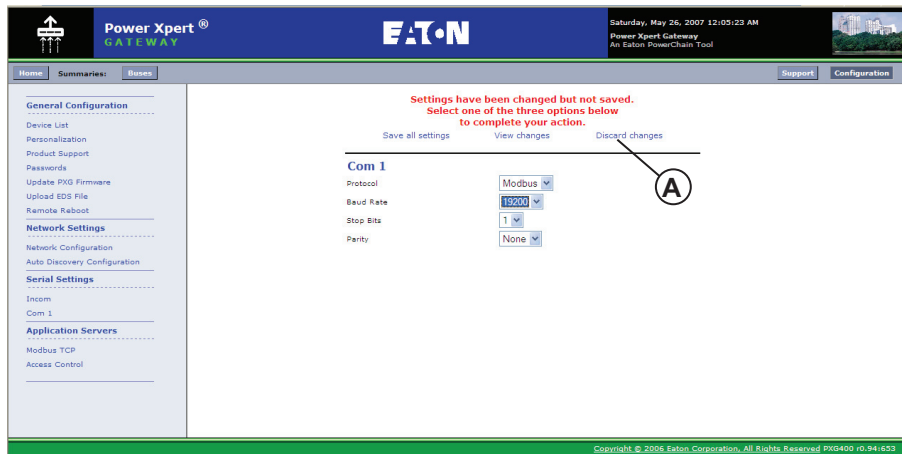 Power Xpert ®
GATEWAY
EATON
Saturday, May 26, 2007 12:05:23 AM
Power Xpert Gateway
An Eaton PowerChain Tool
Home Summaries: Buses Support Configuration
General Configuration
Device List
Personalization
Product Support
Passwords
Update PXG Firmware
Upload EDS File
Remote Reboot
Network Settings
Network Configuration
Auto Discovery Configuration
Serial Settings
Incom
Com 1
Application Servers
Modbus TCP
Access Control
Settings have been changed but not saved.
Select one of the three options below
to complete your action.
Save all settings View changes Discard changes
A
Com 1
Protocol Modbus
Baud Rate 19200
Stop Bits 1
Parity None
Copyright © 2006 Eaton Corporation, All Rights Reserved PXG400 r0.94:653